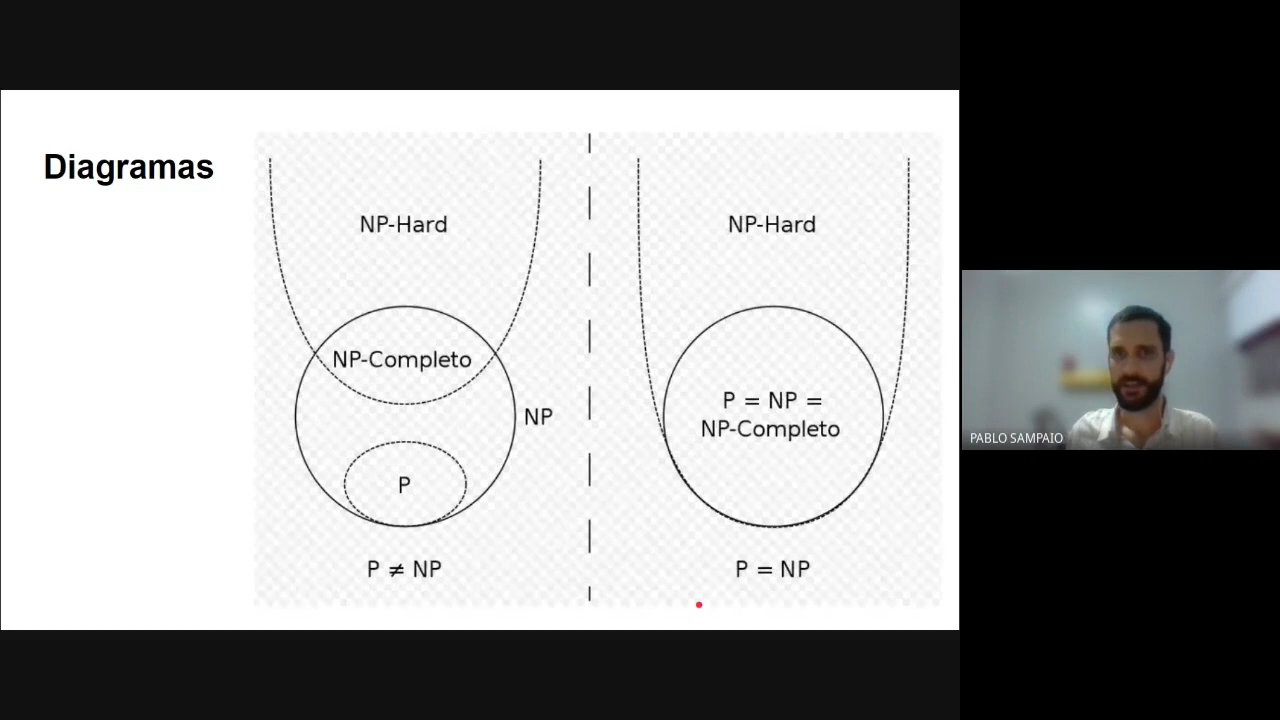 Diagramas
NP-Hard
NP-Completo
NP
P
P ≠ NP
NP-Hard
P = NP =
NP-Completo
P = NP
PABLO SAMPAIO